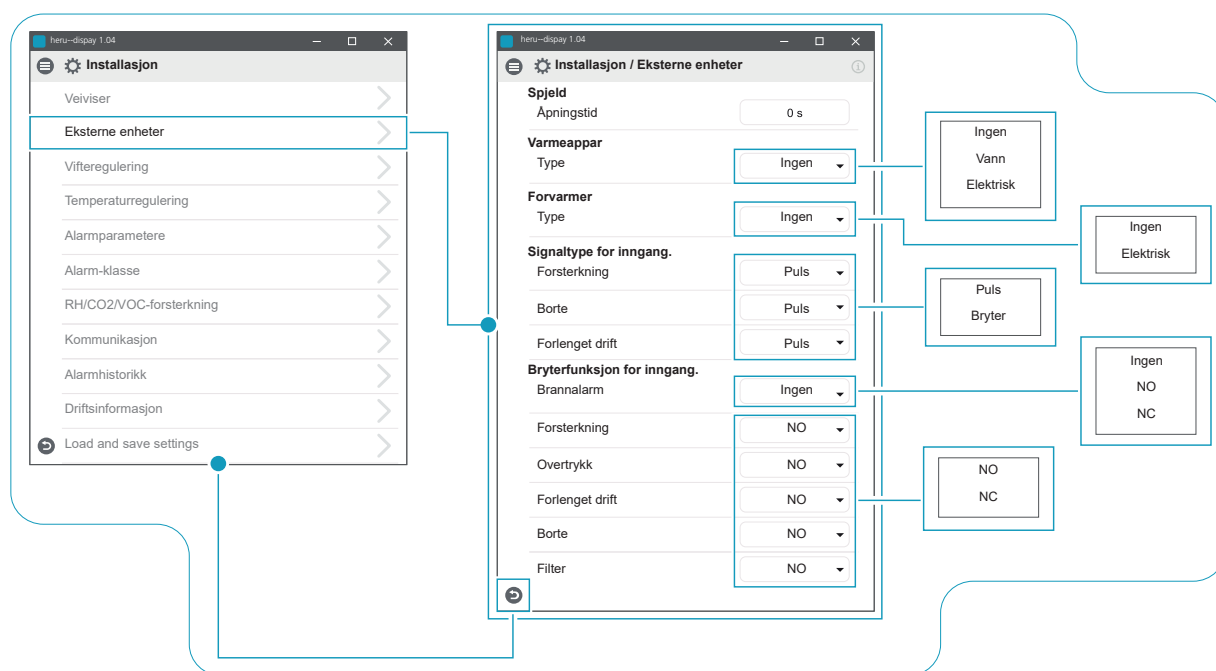 heru--dispay 1.04
Installasjon
Veiviser
Eksterne enheter
Vifteregulering
Temperaturregulering
Alarmparametere
Alarm-klasse
RH/CO2/VOC-forsterkning
Kommunikasjon
Alarmhistorikk
Driftsinformasjon
Load and save settings
heru--dispay 1.04
Installasjon / Eksterne enheter
Spjeld
Åpningstid 0 s
Varmeappar
Type Ingen
Forvarmer
Type Ingen
Signaltype for inngang.
Forsterkning Puls
Borte Puls
Forlenget drift Puls
Bryterfunksjon for inngang.
Brannalarm Ingen
Forsterkning NO
Overtrykk NO
Forlenget drift NO
Borte NO
Filter NO
Ingen
Vann
Elektrisk
Ingen
Elektrisk
Puls
Bryter
Ingen
NO
NC
NO
NC